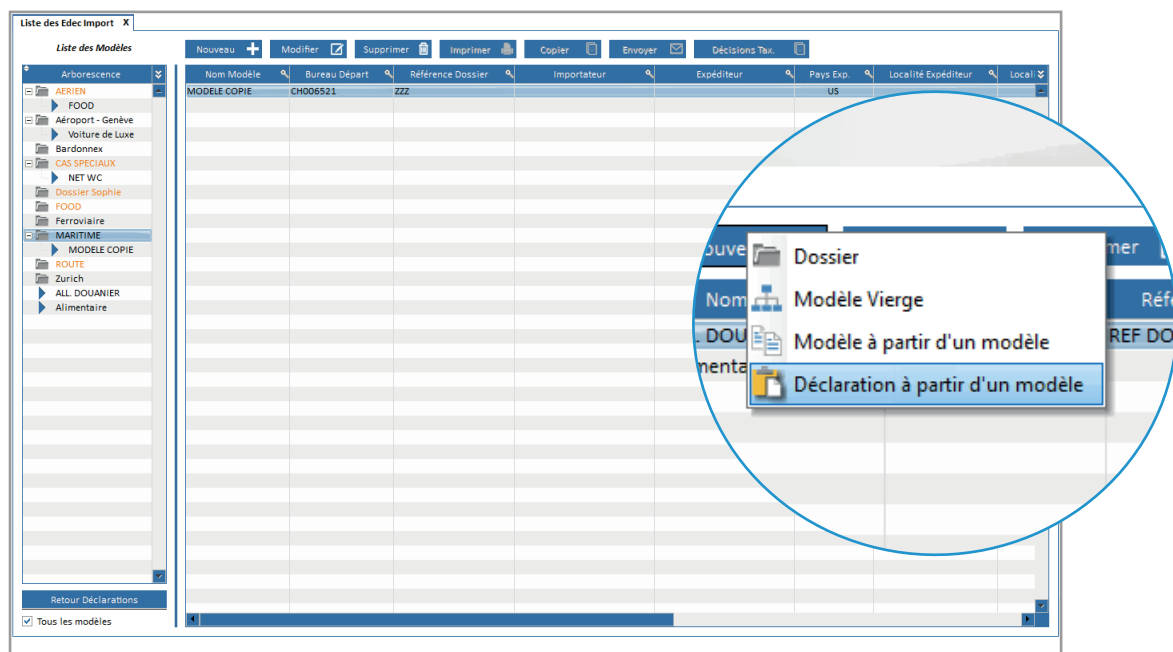 Liste des Edec Import X
Liste des Modèles
Nouveau Modifier Supprimer Imprimer Copier Envoyer Décisions Tax.
Arborescence
Nom Modèle Bureau Départ Référence Dossier Importateur Expéditeur Pays Exp. Localité Expéditeur Locali
MODELE COPIE CH006521 ZZZ US
AERIEN
FOOD
Aéroport - Genève
Voiture de Luxe
Bardonnex
CAS SPECIAUX
NET WC
Dossier Sophie
FOOD
Ferroviaire
MARITIME
MODELE COPIE
ROUTE
Zurich
ALL. DOUANIER
Alimentaire
Retour Déclarations
Tous les modèles
ouve mer
Dossier
Nom Modèle Vierge Réfé
. DOU Modèle à partir d'un modèle REF DO
menta Déclaration à partir d'un modèle